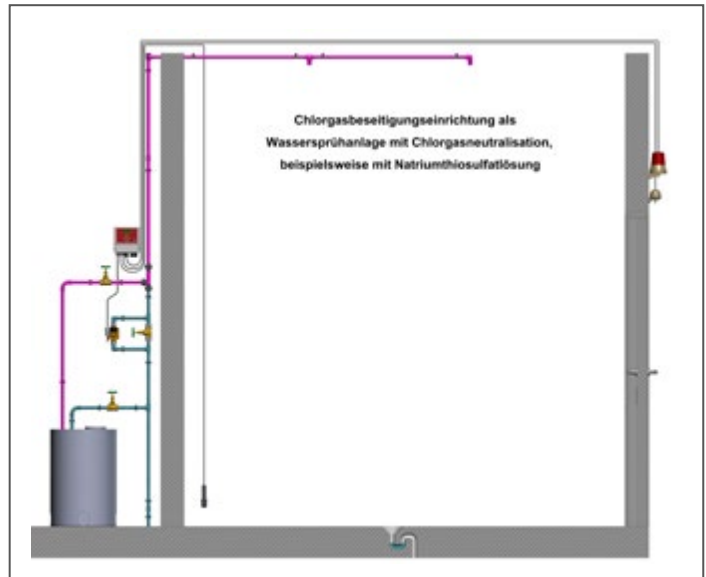 Chlorgasbeseitigungseinrichtung als
Wassersprühanlage mit Chlorgasneutralisation,
beispielsweise mit Natriumthiosulfatlösung